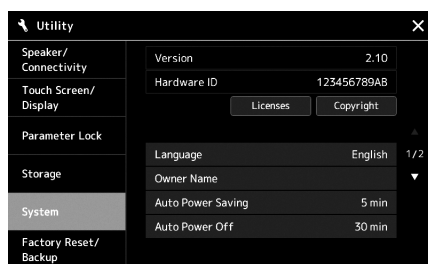 Utility
Speaker/
Connectivity
Touch Screen/
Display
Parameter Lock
Storage
System
Factory Reset/
Backup
Version 2.10
Hardware ID 123456789AB
Licenses Copyright
Language English
Owner Name
Auto Power Saving 5 min
Auto Power Off 30 min
1/2